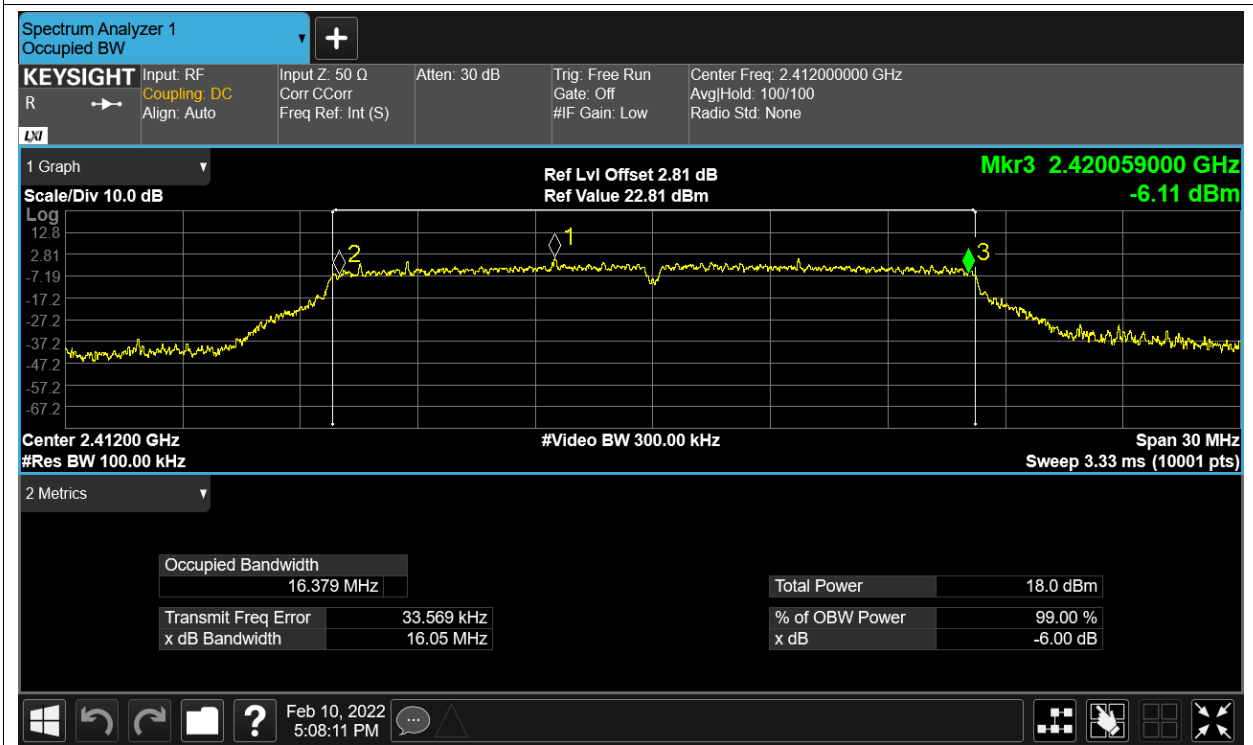 Spectrum Analyzer 1
Occupied BW
KEYSIGHT
R
LXI
Input: RF
Coupling: DC
Align: Auto
Input Z: 50 Ω
Corr CCorr
Freq Ref: Int (S)
Atten: 30 dB
Trig: Free Run
Gate: Off
#IF Gain: Low
Center Freq: 2.412000000 GHz
Avg|Hold: 100/100
Radio Std: None
1 Graph
Scale/Div 10.0 dB
Ref Lvl Offset 2.81 dB
Ref Value 22.81 dBm
Mkr3 2.420059000 GHz
-6.11 dBm
Log
12.8
2.81
-7.19
-17.2
-27.2
-37.2
-47.2
-57.2
-67.2
2
1
3
Center 2.41200 GHz
#Res BW 100.00 kHz
#Video BW 300.00 kHz
Span 30 MHz
Sweep 3.33 ms (10001 pts)
2 Metrics
Occupied Bandwidth
16.379 MHz
Transmit Freq Error 33.569 kHz
x dB Bandwidth 16.05 MHz
Total Power 18.0 dBm
% of OBW Power 99.00 %
x dB -6.00 dB
?
Feb 10, 2022
5:08:11 PM